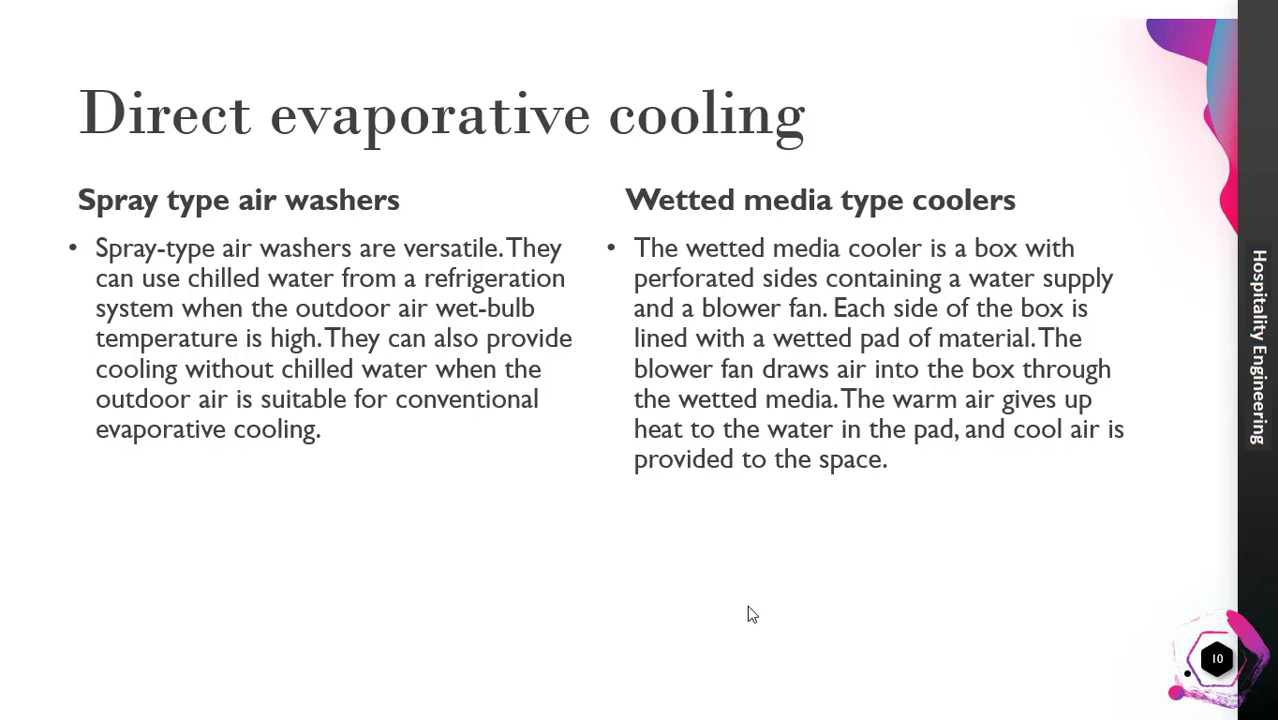 Direct evaporative cooling
Spray type air washers
• Spray-type air washers are versatile. They
can use chilled water from a refrigeration
system when the outdoor air wet-bulb
temperature is high. They can also provide
cooling without chilled water when the
outdoor air is suitable for conventional
evaporative cooling.
Wetted media type coolers
• The wetted media cooler is a box with
perforated sides containing a water supply
and a blower fan. Each side of the box is
lined with a wetted pad of material. The
blower fan draws air into the box through
the wetted media. The warm air gives up
heat to the water in the pad, and cool air is
provided to the space.
Hospitality Engineering
10